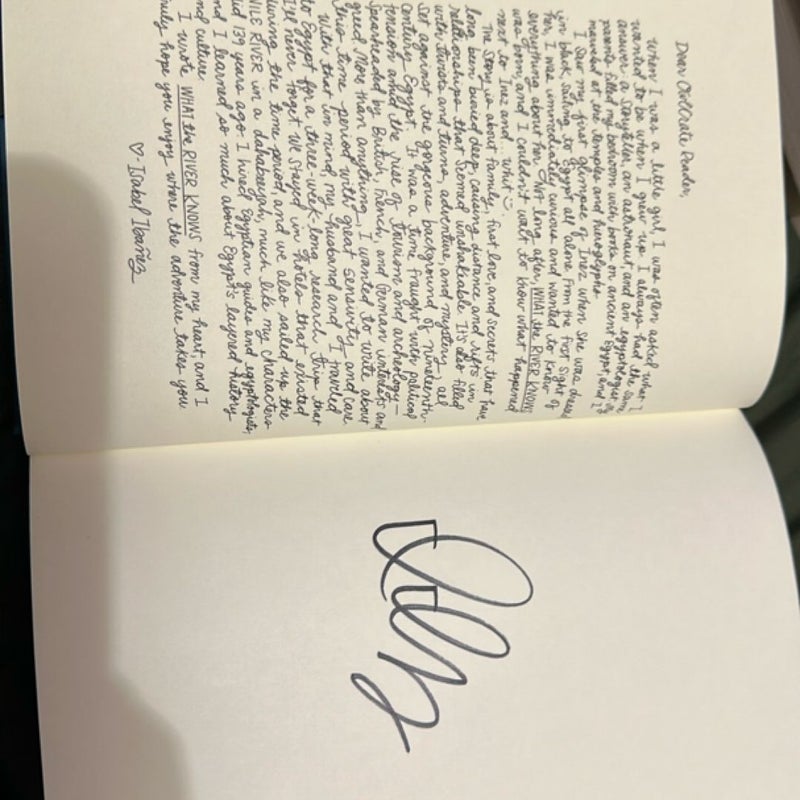 Dear OwlCrate Reader,
When I was a little girl, I was often asked what I
wanted to be when I grew up. I always had the same
answer: a storyteller, an astronaut, and an egyptologist.
parents filled my bedroom with books on ancient Egypt, and I
marveled at the temples and hieroglyphs.
I saw my first glimpse of Inez when she was dressed
in black, sailing to Egypt all alone. From the first sight of
her, I was immediately curious and wanted to know
everything about her. Not long after, WHAT the RIVER KNOWS
was born, and I couldn't wait to know what happened
next to Inez and... Whit :)
The story is about family, first love, and secrets that have
long been buried deep, causing distance and rifts in
relationships that seemed unshakeable. It's also filled
with twists and turns, adventure, and mystery, all
set against the gorgeous background of nineteenth-
century Egypt. It was a time fraught with political
tension amid the rise of tourism and archeology—
spearheaded by British, French, and German interests and
greed. More than anything, I wanted to write about
this time period with great sensitivity and care.
With that in mind, my husband and I traveled
to Egypt for a three-week-long research trip that
I'll never forget. We stayed in hotels that existed
during the time period, and we also sailed up the
NILE RIVER in a dahabeeyah, much like my characters
did 139 years ago. I hired Egyptian guides and egyptologists,
and I learned so much about Egypt's layered history
and culture.
I wrote WHAT the RIVER KNOWS from my heart, and I
truly hope you enjoy where the adventure takes you
♡ - Isabel Ibañez